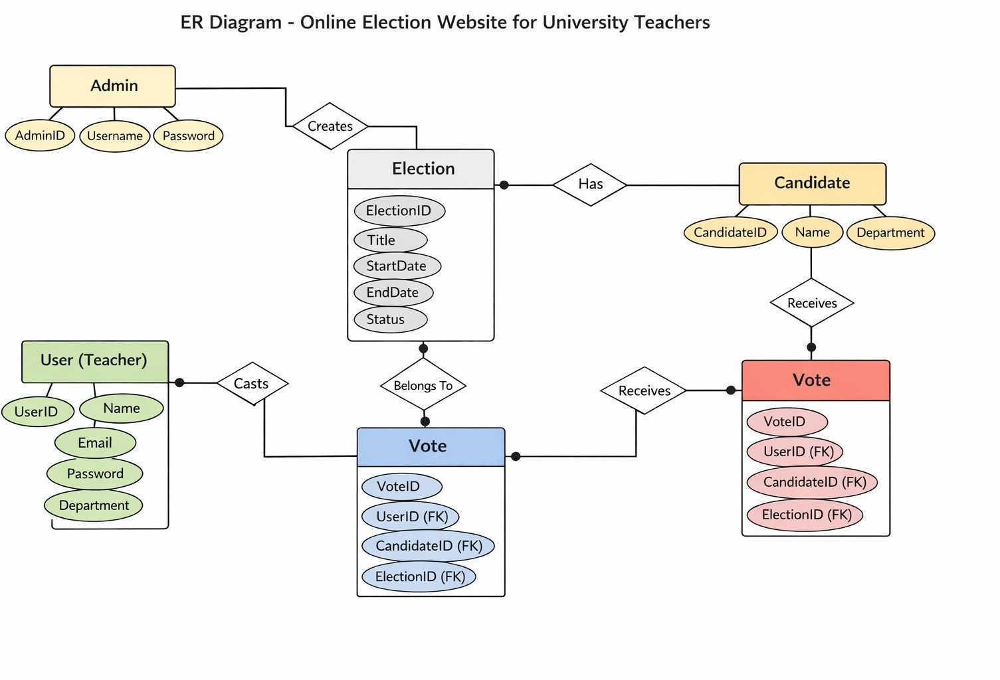 ER Diagram - Online Election Website for University Teachers
Admin
AdminID
Username
Password
Creates
Election
ElectionID
Title
StartDate
EndDate
Status
Has
Candidate
CandidateID
Name
Department
Receives
User (Teacher)
UserID
Name
Email
Password
Department
Casts
Belongs To
Receives
Vote
VoteID
UserID (FK)
CandidateID (FK)
ElectionID (FK)
Vote
VoteID
UserID (FK)
CandidateID (FK)
ElectionID (FK)